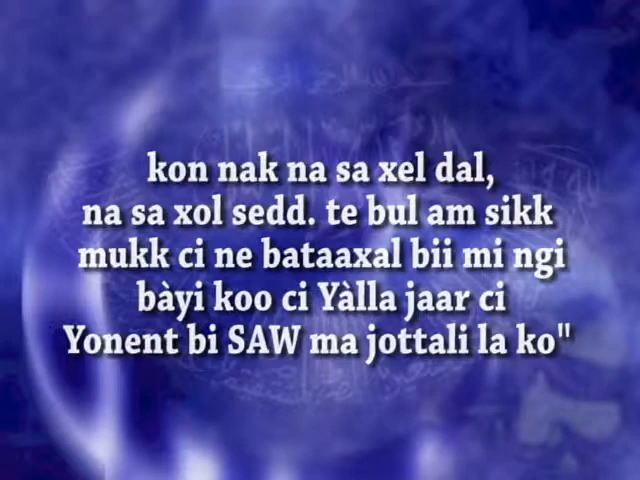 kon nak na sa xel dal,
na sa xol sedd. te bul am sikk
mukk ci ne bataaxal bii mi ngi
bàyi koo ci Yàlla jaar ci
Yonent bi SAW ma jottali la ko"